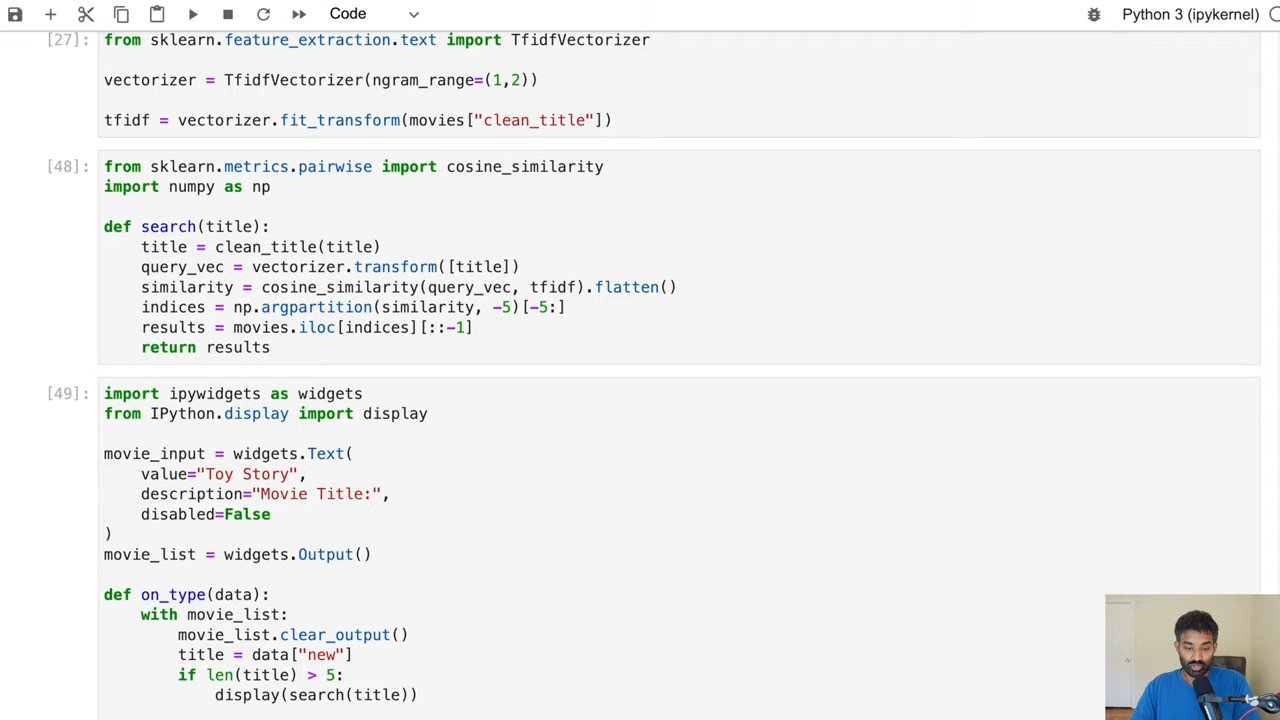 Code
Python 3 (ipykernel)
[27]: from sklearn.feature_extraction.text import TfidfVectorizer
vectorizer = TfidfVectorizer(ngram_range=(1,2))
tfidf = vectorizer.fit_transform(movies["clean_title"])
[48]: from sklearn.metrics.pairwise import cosine_similarity
import numpy as np
def search(title):
    title = clean_title(title)
    query_vec = vectorizer.transform([title])
    similarity = cosine_similarity(query_vec, tfidf).flatten()
    indices = np.argpartition(similarity, -5)[-5:]
    results = movies.iloc[indices][::-1]
    return results
[49]: import ipywidgets as widgets
from IPython.display import display
movie_input = widgets.Text(
    value="Toy Story",
    description="Movie Title:",
    disabled=False
)
movie_list = widgets.Output()
def on_type(data):
    with movie_list:
        movie_list.clear_output()
        title = data["new"]
        if len(title) > 5:
            display(search(title))